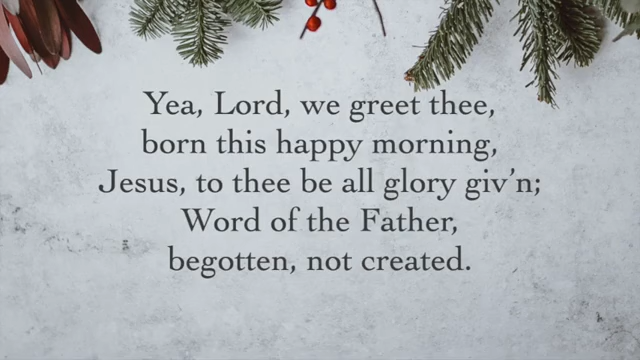 Yea, Lord, we greet thee,
born this happy morning,
Jesus, to thee be all glory giv’n;
Word of the Father,
begotten, not created.